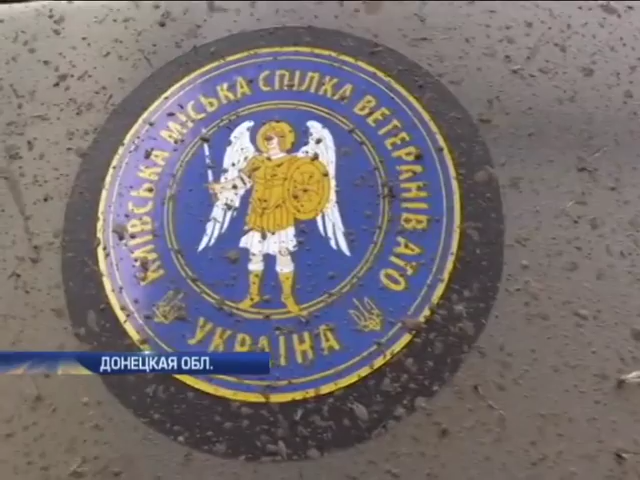 КИЇВСЬКА МІСЬКА СПІЛКА ВЕТЕРАНІВ АТО
УКРАЇНА
ДОНЕЦКАЯ ОБЛ.